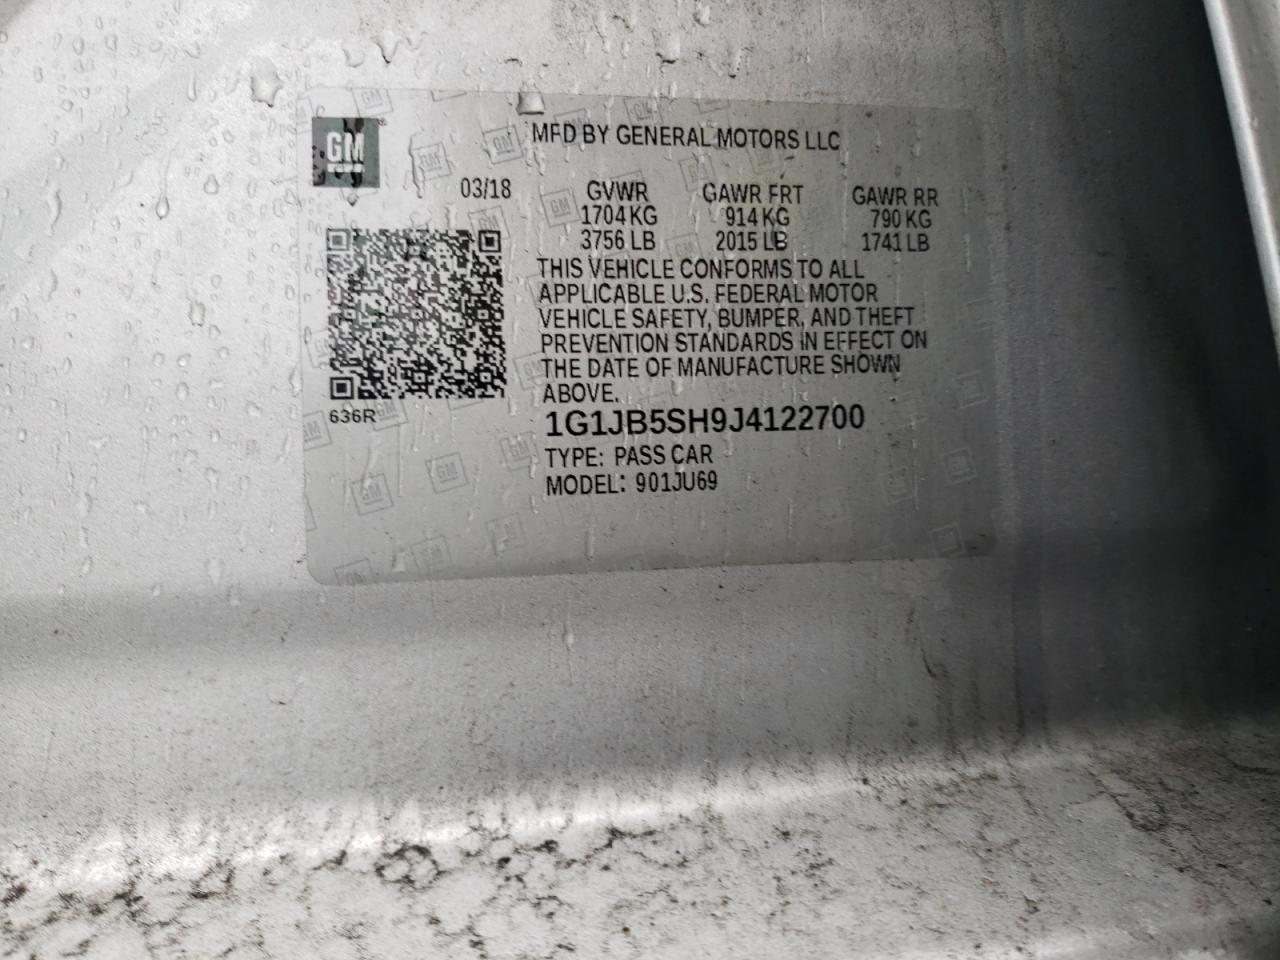 GM
MFD BY GENERAL MOTORS LLC
03/18 GVWR GAWR FRT GAWR RR
1704 KG 914 KG 790 KG
3756 LB 2015 LB 1741 LB
THIS VEHICLE CONFORMS TO ALL
APPLICABLE U.S. FEDERAL MOTOR
VEHICLE SAFETY, BUMPER, AND THEFT
PREVENTION STANDARDS IN EFFECT ON
THE DATE OF MANUFACTURE SHOWN
ABOVE.
636R
1G1JB5SH9J4122700
TYPE: PASS CAR
MODEL: 901JU69